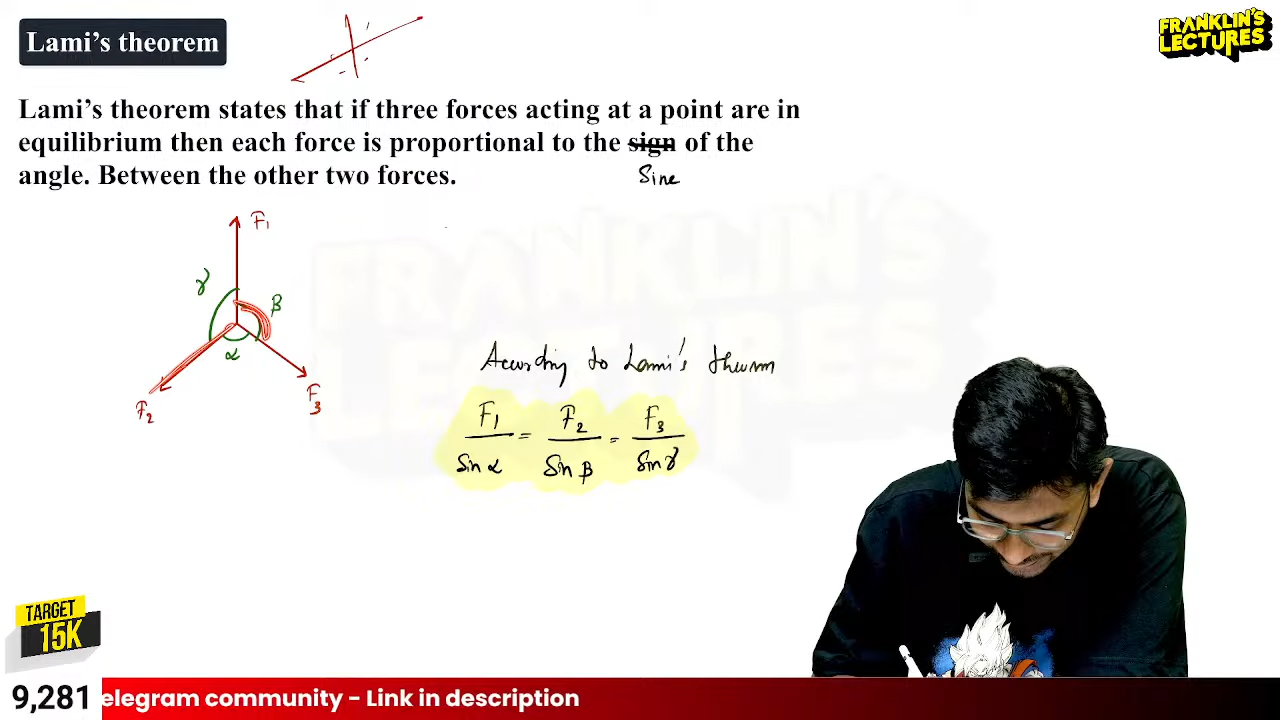 Lami's theorem
FRANKLIN'S
LECTURES
Lami's theorem states that if three forces acting at a point are in
equilibrium then each force is proportional to the sign of the
angle. Between the other two forces.
Sine
F₁
γ
β
α
F₂
F₃
FRANKLIN'S
LECTURES
According to Lami's theorem
F₁/Sin α = F₂/Sin β = F₃/Sin γ
TARGET
15K
9,281
elegram community - Link in description